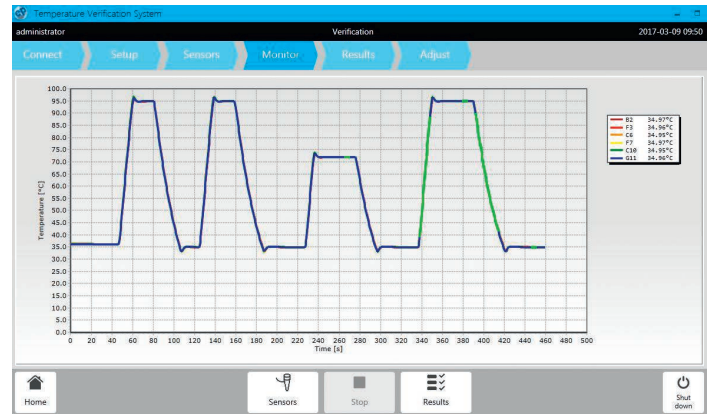 Temperature Verification System
administrator Verification 2017-03-09 09:50
Connect Setup Sensors Monitor Results Adjust
100.0
95.0
90.0
85.0
80.0
75.0
70.0
65.0
60.0
55.0
50.0
45.0
40.0
35.0
30.0
25.0
20.0
15.0
10.0
5.0
0.0
Temperature [°C]
0 20 40 60 80 100 120 140 160 180 200 220 240 260 280 300 320 340 360 380 400 420 440 460 480 500
Time [s]
B2 34.97°C
F3 34.96°C
C6 34.95°C
F7 34.97°C
C10 34.95°C
G11 34.96°C
Home Sensors Stop Results Shut
down